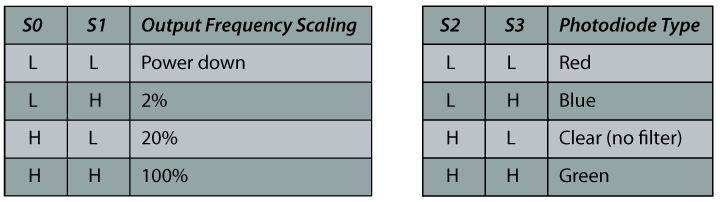 S0 S1 Output Frequency Scaling
L L Power down
L H 2%
H L 20%
H H 100%
S2 S3 Photodiode Type
L L Red
L H Blue
H L Clear (no filter)
H H Green